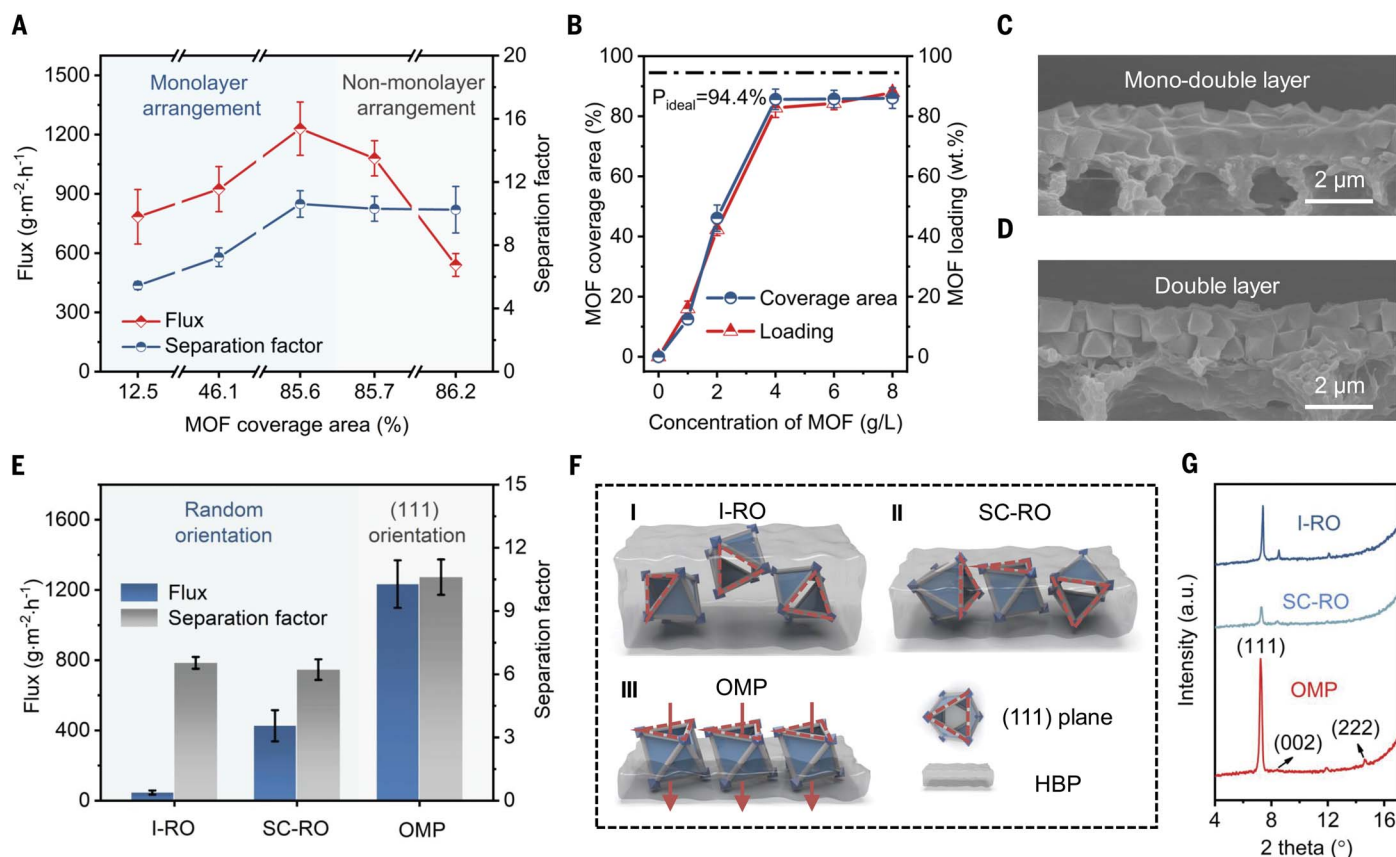 A
Flux (g·m⁻²·h⁻¹)
1500
1200
900
600
300
0
Monolayer
arrangement
Non-monolayer
arrangement
Flux
Separation factor
20
16
12
8
4
0
Separation factor
12.5 46.1 85.6 85.7 86.2
MOF coverage area (%)
B
MOF coverage area (%)
100
80
60
40
20
0
P_ideal=94.4%
Coverage area
Loading
100
80
60
40
20
0
MOF loading (wt.%)
0 2 4 6 8
Concentration of MOF (g/L)
C
Mono-double layer
2 μm
D
Double layer
2 μm
E
Flux (g·m⁻²·h⁻¹)
1600
1200
800
400
0
Random
orientation
(111)
orientation
Flux
Separation factor
15
12
9
6
3
0
Separation factor
I-RO SC-RO OMP
F
I
I-RO
II
SC-RO
III
OMP
(111) plane
HBP
G
Intensity (a.u.)
I-RO
SC-RO
(111)
OMP
(002)
(222)
4 8 12 16
2 theta (°)